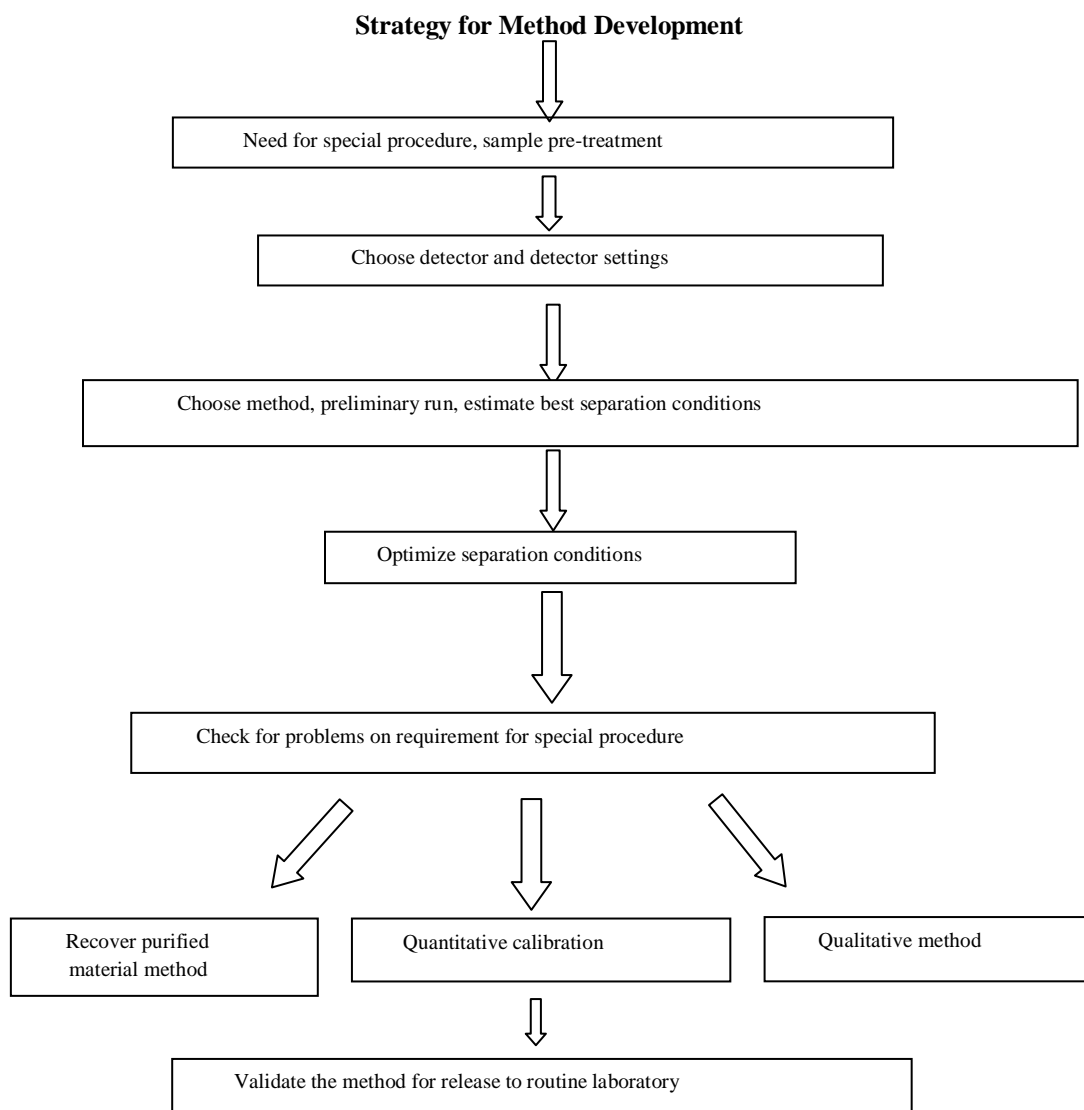 Strategy for Method Development
Need for special procedure, sample pre-treatment
Choose detector and detector settings
Choose method, preliminary run, estimate best separation conditions
Optimize separation conditions
Check for problems on requirement for special procedure
Recover purified
material method
Quantitative calibration
Qualitative method
Validate the method for release to routine laboratory